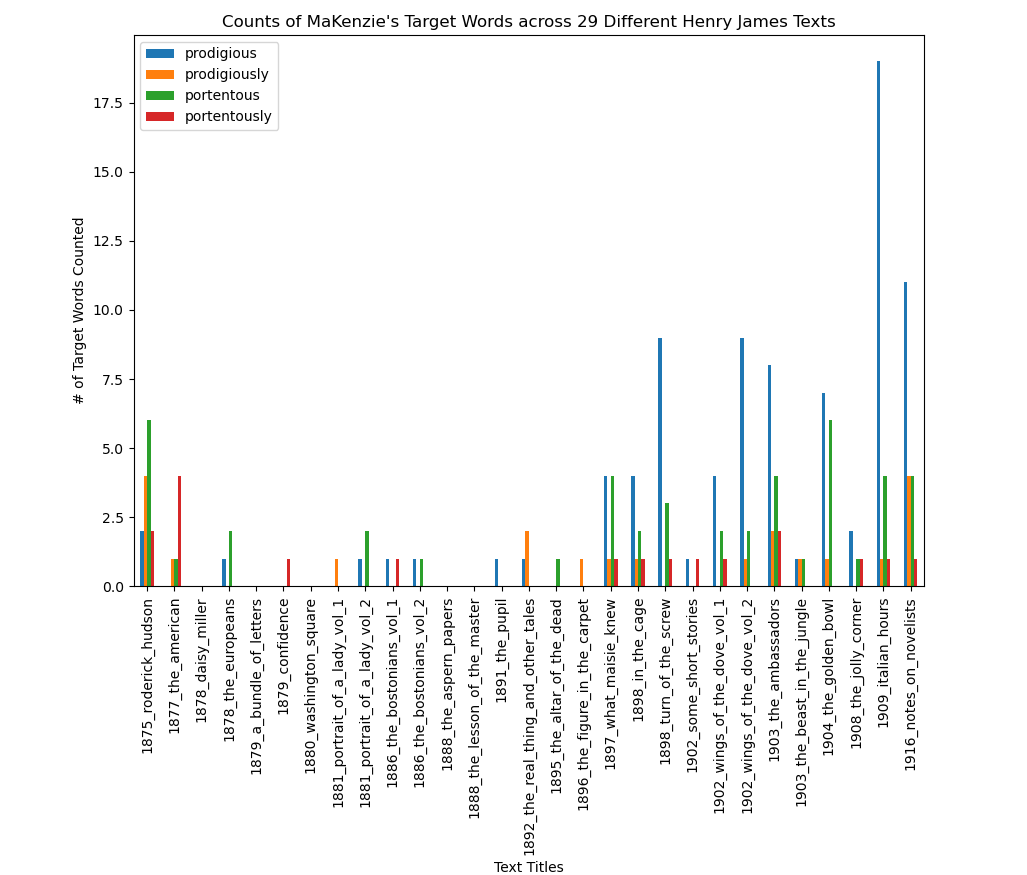 Counts of MaKenzie's Target Words across 29 Different Henry James Texts
prodigious
prodigiously
portentous
portentously
# of Target Words Counted
17.5
15.0
12.5
10.0
7.5
5.0
2.5
0.0
1875_roderick_hudson
1877_the_american
1878_daisy_miller
1878_the_europeans
1879_a_bundle_of_letters
1879_confidence
1880_washington_square
1881_portrait_of_a_lady_vol_1
1881_portrait_of_a_lady_vol_2
1886_the_bostonians_vol_1
1886_the_bostonians_vol_2
1888_the_aspern_papers
1888_the_lesson_of_the_master
1891_the_pupil
1892_the_real_thing_and_other_tales
1895_the_altar_of_the_dead
1896_the_figure_in_the_carpet
1897_what_maisie_knew
1898_in_the_cage
1898_turn_of_the_screw
1902_some_short_stories
1902_wings_of_the_dove_vol_1
1902_wings_of_the_dove_vol_2
1903_the_ambassadors
1903_the_beast_in_the_jungle
1904_the_golden_bowl
1908_the_jolly_corner
1909_italian_hours
1916_notes_on_novelists
Text Titles